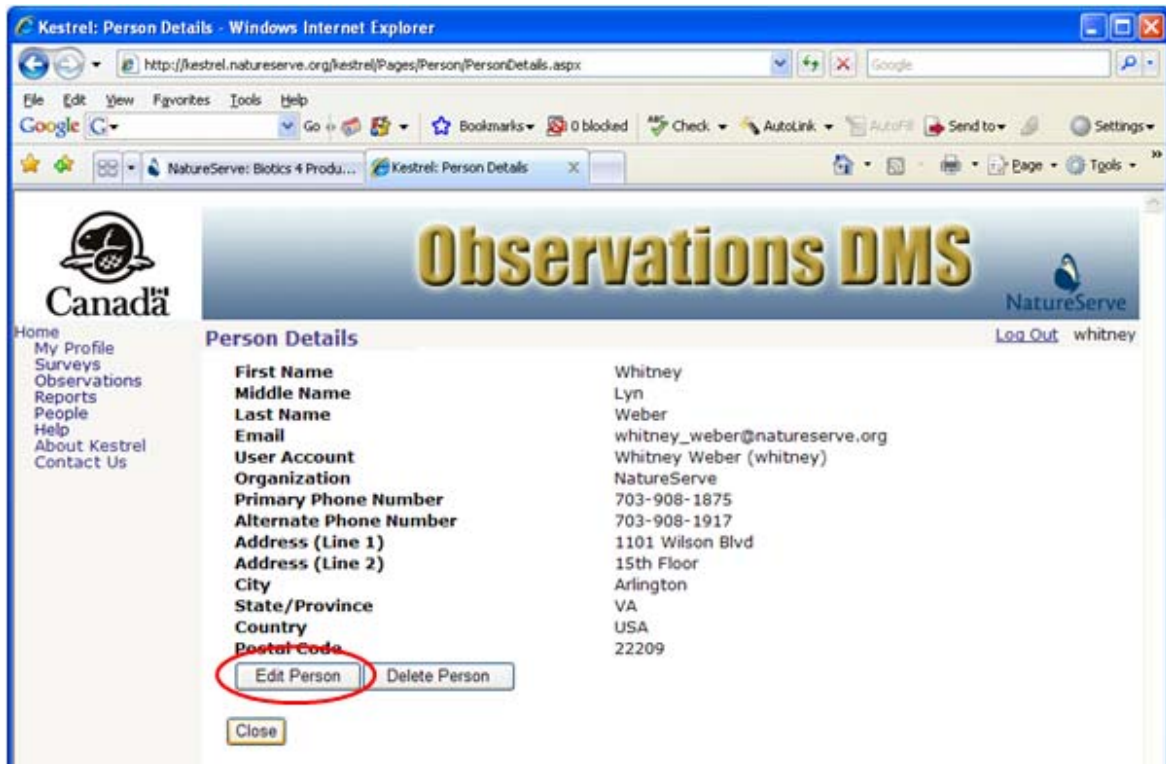 Kestrel: Person Details - Windows Internet Explorer
http://kestrel.natureserve.org/kestrel/Pages/Person/PersonDetails.aspx Google
File Edit View Favorites Tools Help
Google G Go Bookmarks 0 blocked Check AutoLink AutoFill Send to Settings
NatureServe: Biotics 4 Produ... Kestrel: Person Details X Page Tools »
Canada
Observations DMS
NatureServe
Home
My Profile
Surveys
Observations
Reports
People
Help
About Kestrel
Contact Us
Person Details Log Out whitney
First Name Whitney
Middle Name Lyn
Last Name Weber
Email whitney_weber@natureserve.org
User Account Whitney Weber (whitney)
Organization NatureServe
Primary Phone Number 703-908-1875
Alternate Phone Number 703-908-1917
Address (Line 1) 1101 Wilson Blvd
Address (Line 2) 15th Floor
City Arlington
State/Province VA
Country USA
Postal Code 22209
Edit Person Delete Person
Close